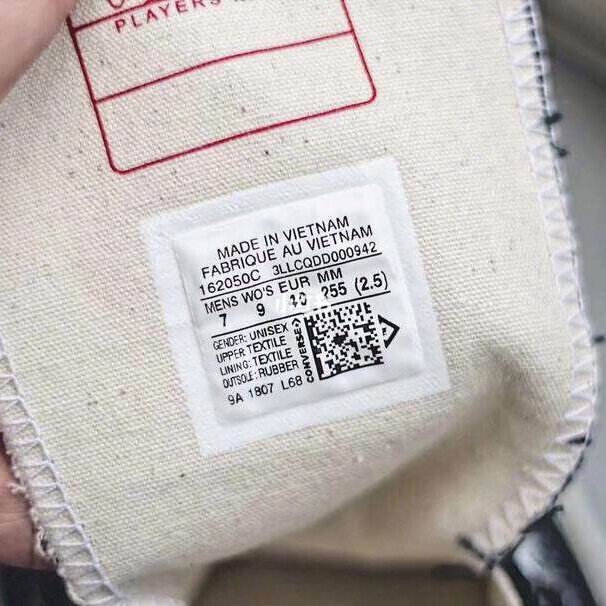 PLAYERS
MADE IN VIETNAM
FABRIQUE AU VIETNAM
162050C 3LLCQDD000942
MENS WO'S EUR MM
7 9 40 255 (2.5)
GENDER: UNISEX
UPPER TEXTILE
LINING: TEXTILE
OUTSOLE: RUBBER
CONVERSE
9A 1807 L68